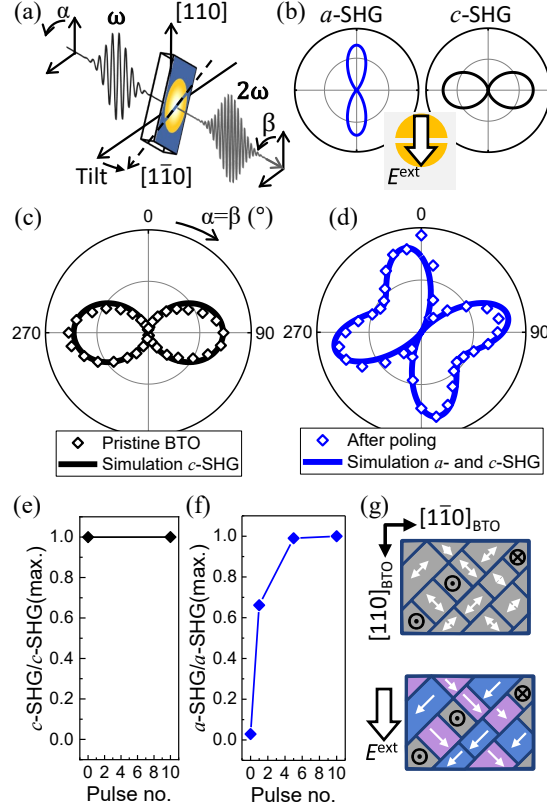 (a)
α
ω
[110]
2ω
β
Tilt
[11̄0]
(b)
a-SHG
c-SHG
E^ext
(c)
0
α=β (°)
270
90
Pristine BTO
Simulation c-SHG
(d)
0
270
90
After poling
Simulation a- and c-SHG
(e)
c-SHG/c-SHG(max.)
1.0
0.8
0.6
0.4
0.2
0.0
0 2 4 6 8 10
Pulse no.
(f)
a-SHG/a-SHG(max.)
1.0
0.8
0.6
0.4
0.2
0.0
0 2 4 6 8 10
Pulse no.
(g)
[11̄0]BTO
[110]BTO
E^ext